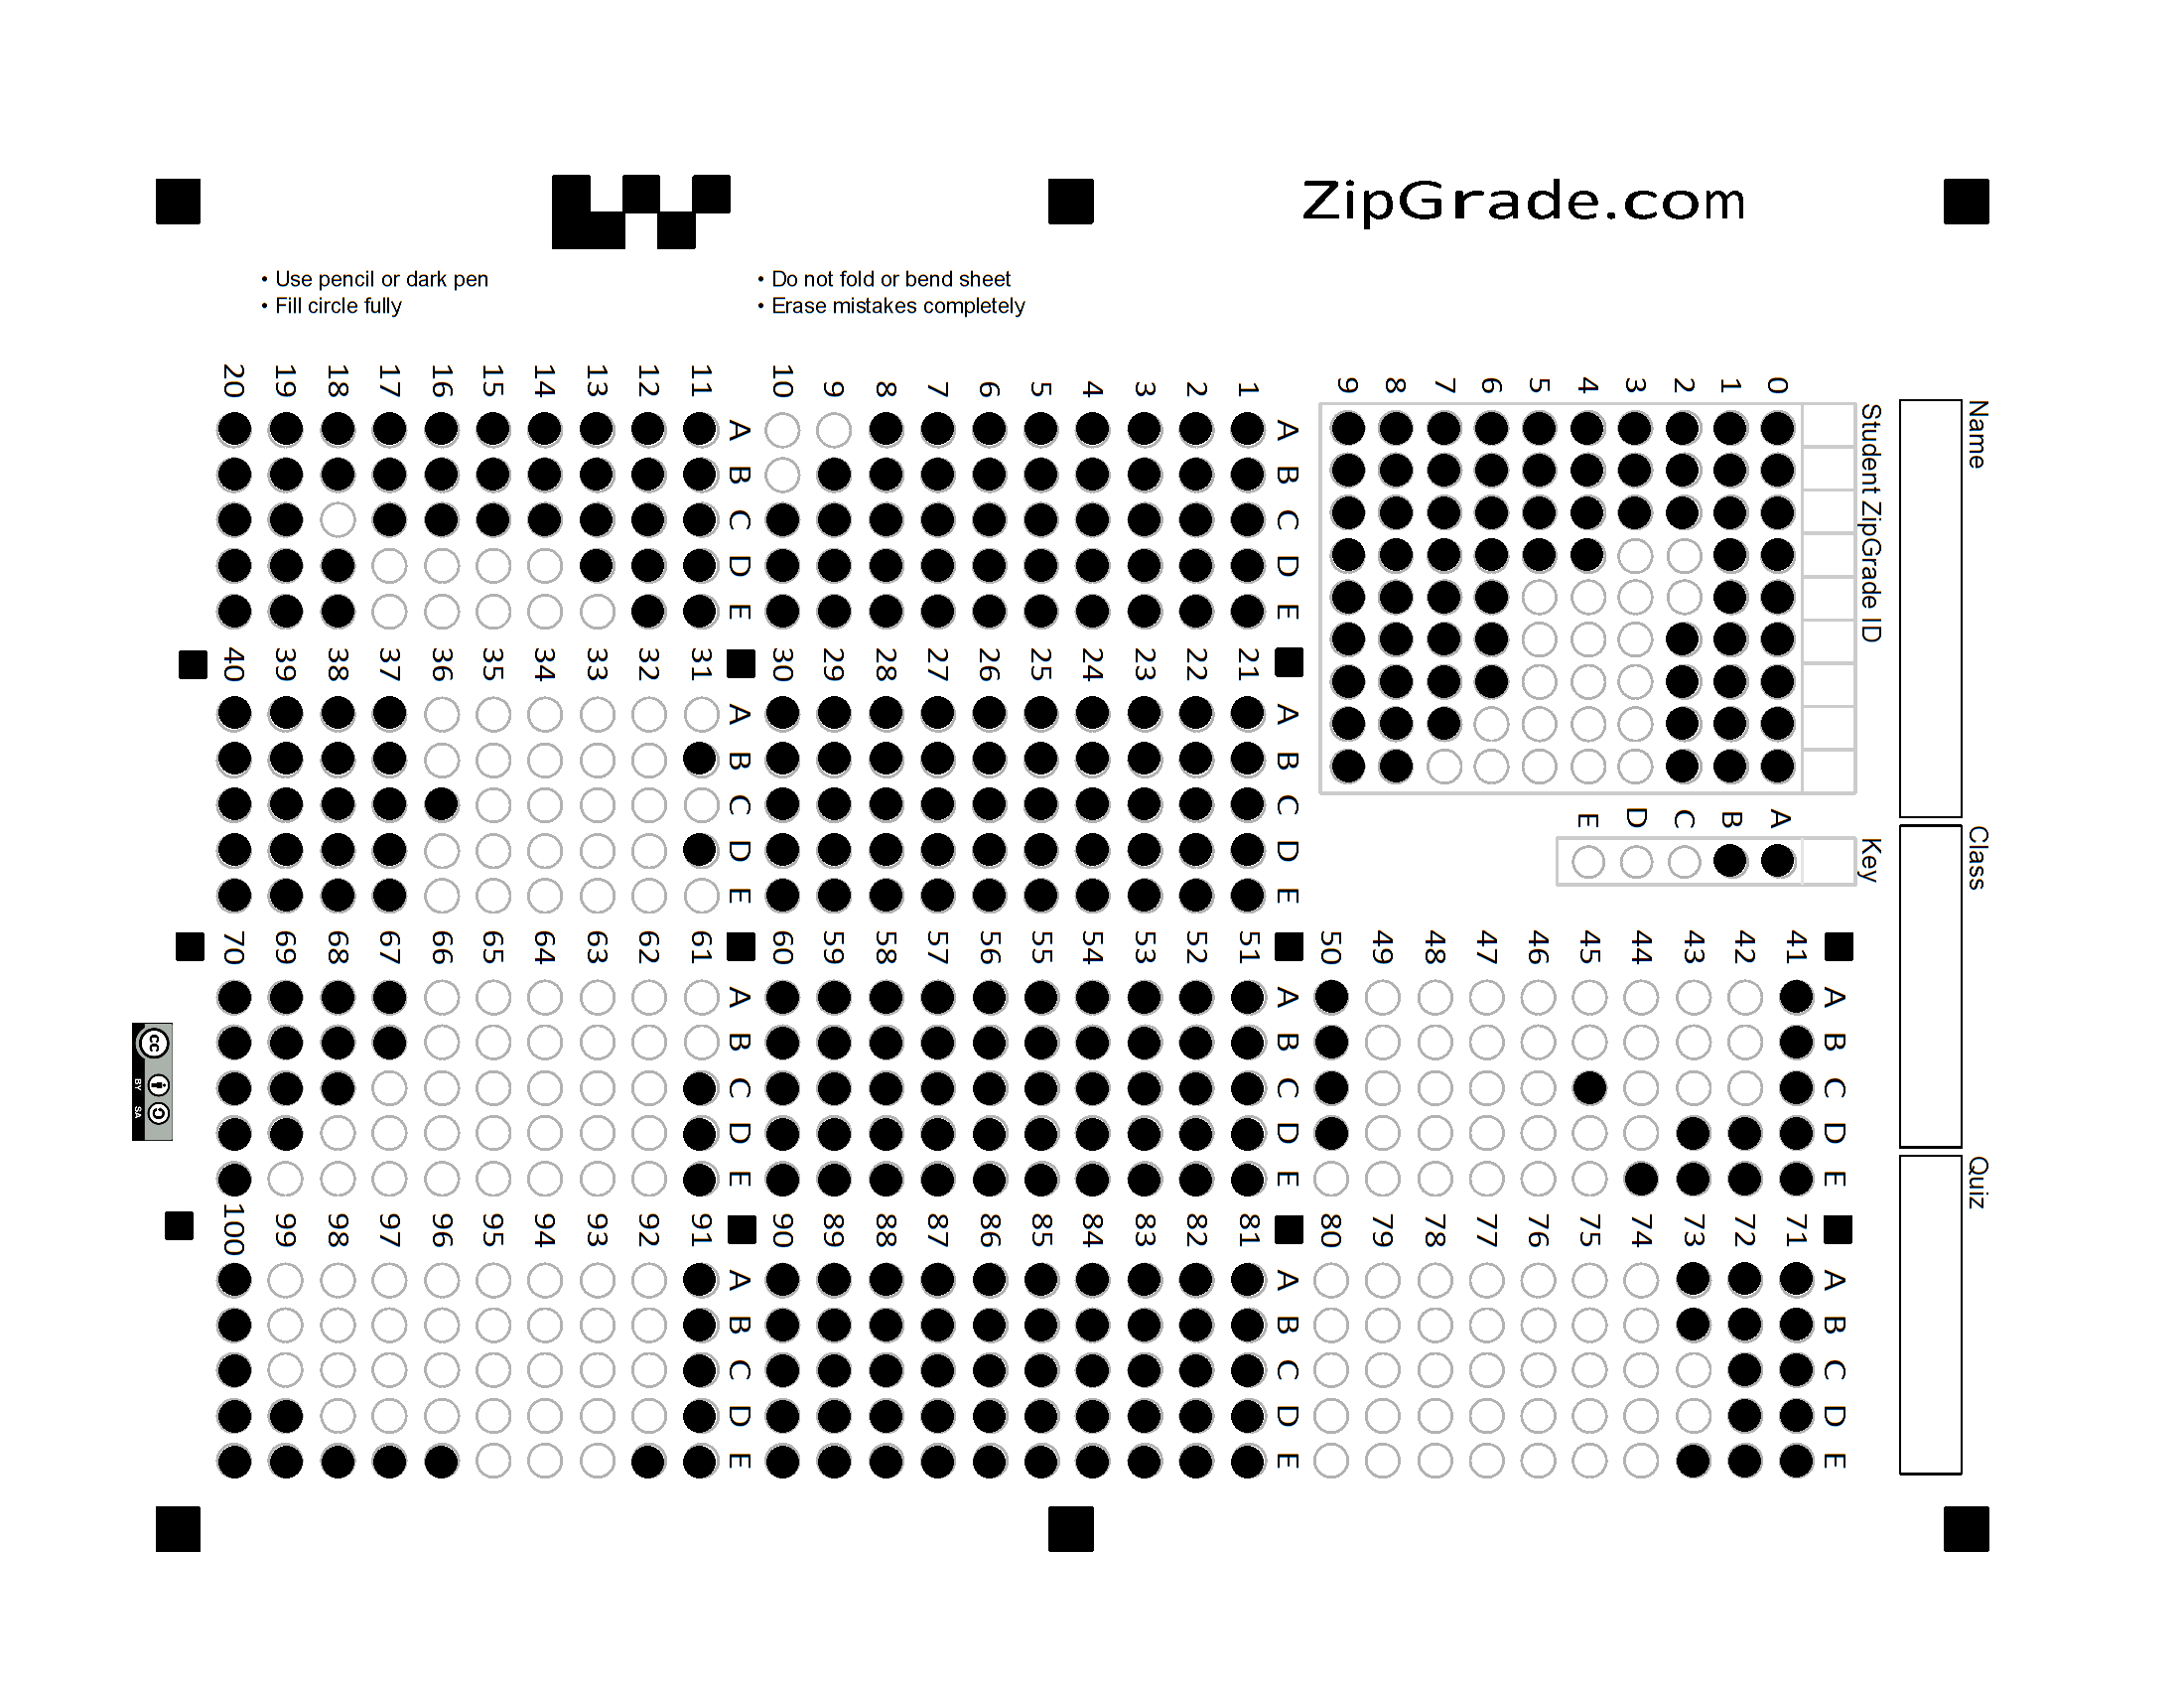 ZipGrade.com
• Use pencil or dark pen
• Fill circle fully
• Do not fold or bend sheet
• Erase mistakes completely
Name
Class
Quiz
Student ZipGrade ID
0 1 2 3 4 5 6 7 8 9
Key
A B C D E
A B C D E
1 2 3 4 5 6 7 8 9 10
A B C D E
11 12 13 14 15 16 17 18 19 20
A B C D E
21 22 23 24 25 26 27 28 29 30
A B C D E
31 32 33 34 35 36 37 38 39 40
A B C D E
41 42 43 44 45 46 47 48 49 50
A B C D E
51 52 53 54 55 56 57 58 59 60
A B C D E
61 62 63 64 65 66 67 68 69 70
A B C D E
71 72 73 74 75 76 77 78 79 80
A B C D E
81 82 83 84 85 86 87 88 89 90
A B C D E
91 92 93 94 95 96 97 98 99 100
cc
BY SA